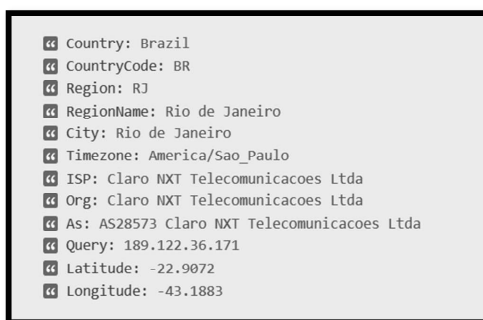 Country: Brazil
CountryCode: BR
Region: RJ
RegionName: Rio de Janeiro
City: Rio de Janeiro
Timezone: America/Sao_Paulo
ISP: Claro NXT Telecomunicacoes Ltda
Org: Claro NXT Telecomunicacoes Ltda
As: AS28573 Claro NXT Telecomunicacoes Ltda
Query: 189.122.36.171
Latitude: -22.9072
Longitude: -43.1883